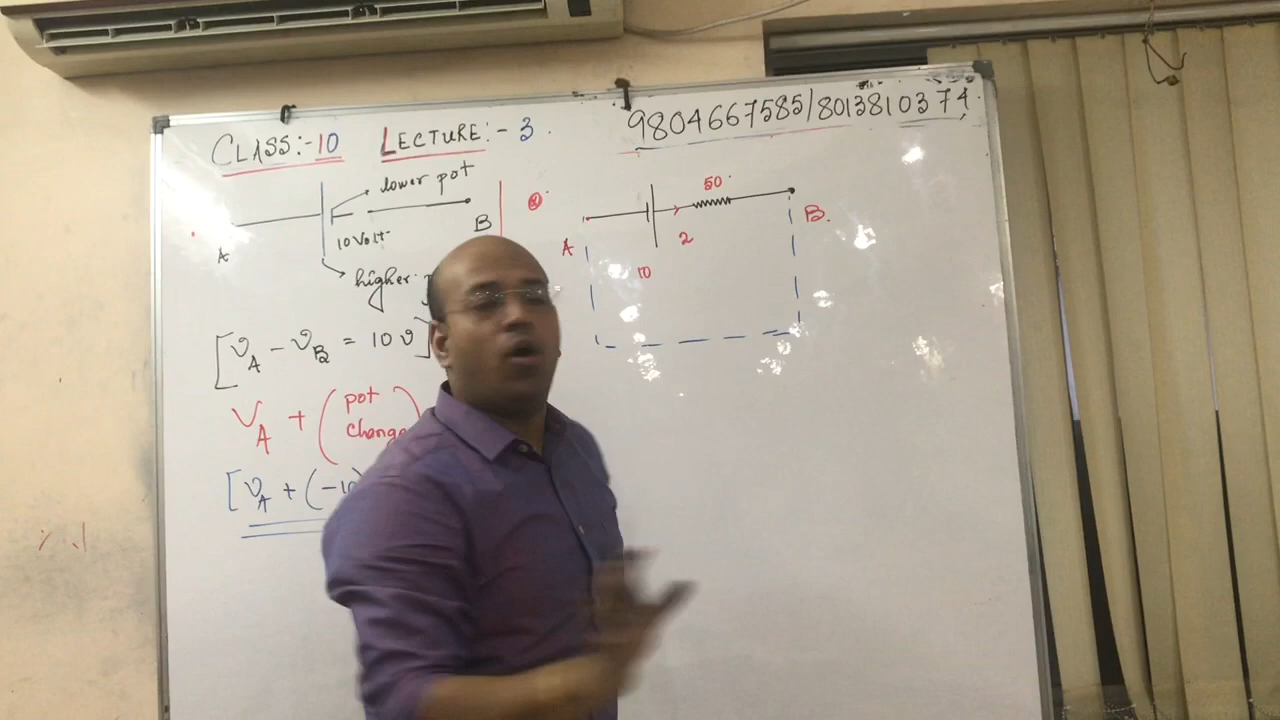 CLASS:-10 LECTURE:-3.
9804667585/8013810374
lower pot
A
10 Volt
B
higher
[V_A - V_B = 10 V]
V_A + (pot change)
[V_A + (-10)
50
A
2
B.
10